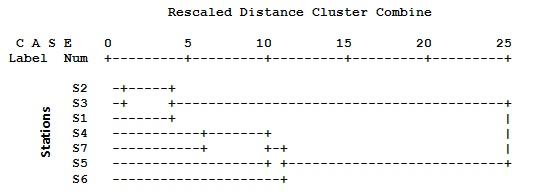 Rescaled Distance Cluster Combine
C A S E 0 5 10 15 20 25
Label Num +---------+---------+---------+---------+---------+
Stations
S2 -+-----+
S3 -+ +-----------------------------------------+
S1 -------+ |
S4 -----------+-------+ |
S7 -----------+ +-+ |
S5 -------------------+ +---------------------------+
S6 ---------------------+